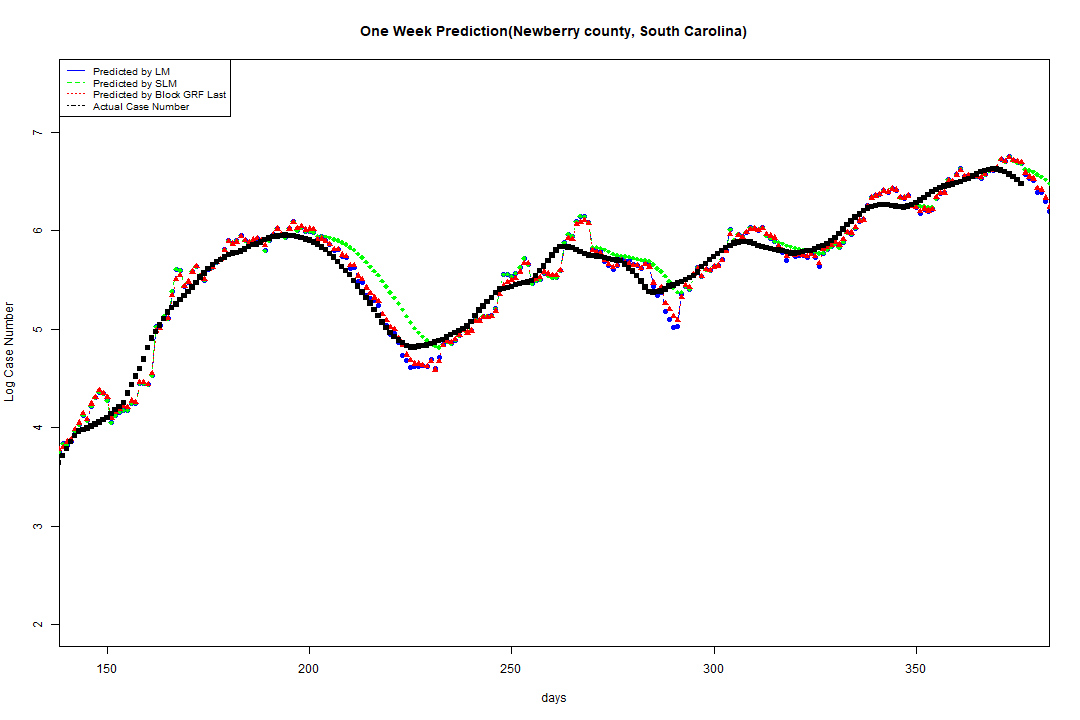 One Week Prediction(Newberry county, South Carolina)
Predicted by LM
Predicted by SLM
Predicted by Block GRF Last
Actual Case Number
7
6
5
4
3
2
Log Case Number
150 200 250 300 350
days